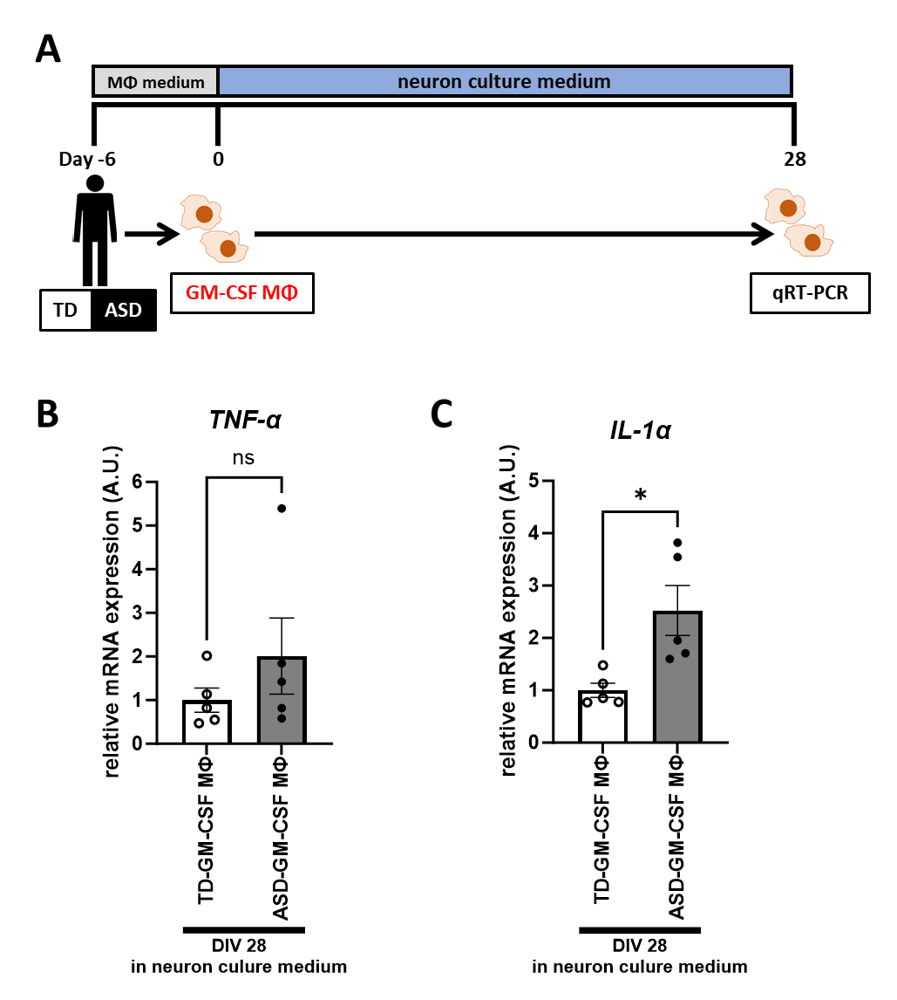 A
MΦ medium
neuron culture medium
Day -6
0
28
TD
ASD
GM-CSF MΦ
qRT-PCR
B
TNF-α
ns
relative mRNA expression (A.U.)
6
5
4
3
2
1
0
TD-GM-CSF MΦ
ASD-GM-CSF MΦ
DIV 28
in neuron culure medium
C
IL-1α
*
relative mRNA expression (A.U.)
5
4
3
2
1
0
TD-GM-CSF MΦ
ASD-GM-CSF MΦ
DIV 28
in neuron culure medium